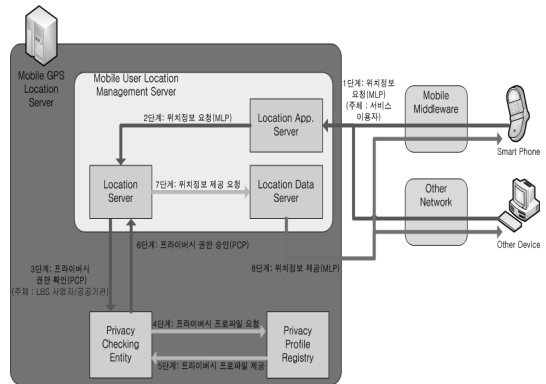 Mobile GPS
Location
Server
Mobile User Location
Management Server
1단계: 위치정보
요청(MLP)
(주체 : 서비스
이용자)
Mobile
Middleware
Smart Phone
2단계: 위치정보 요청(MLP)
Location App.
Server
Location
Server
7단계: 위치정보 제공 요청
Location Data
Server
Other
Network
Other Device
6단계: 프라이버시 권한 승인(PCP)
8단계: 위치정보 제공(MLP)
3단계: 프라이버시
권한 확인(PCP)
(주체 : LBS 사업자/공공기관)
Privacy
Checking
Entity
4단계: 프라이버시 프로파일 요청
5단계: 프라이버시 프로파일 제공
Privacy
Profile
Registry